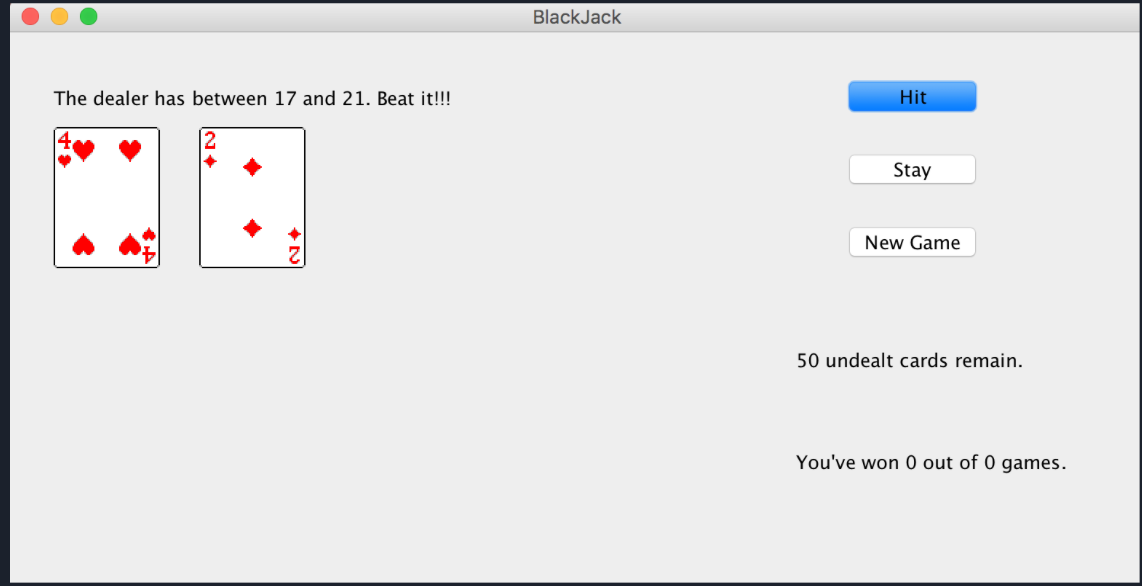 BlackJack
The dealer has between 17 and 21. Beat it!!!
Hit
4
2
Stay
4
2
New Game
50 undealt cards remain.
You've won 0 out of 0 games.